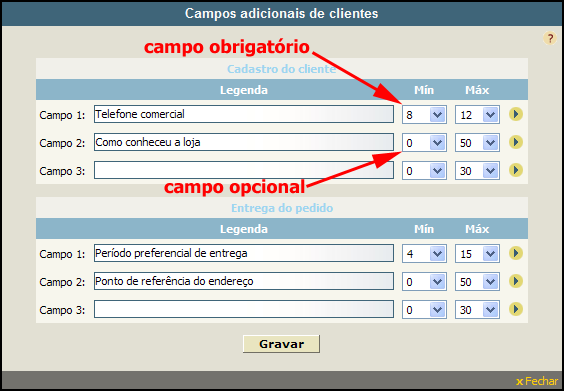 Campos adicionais de clientes
?
campo obrigatório
Cadastro do cliente
Legenda Mín Máx
Campo 1: Telefone comercial 8 12
Campo 2: Como conheceu a loja 0 50
Campo 3: 0 30
campo opcional
Entrega do pedido
Legenda Mín Máx
Campo 1: Período preferencial de entrega 4 15
Campo 2: Ponto de referência do endereço 0 50
Campo 3: 0 30
Gravar
x Fechar